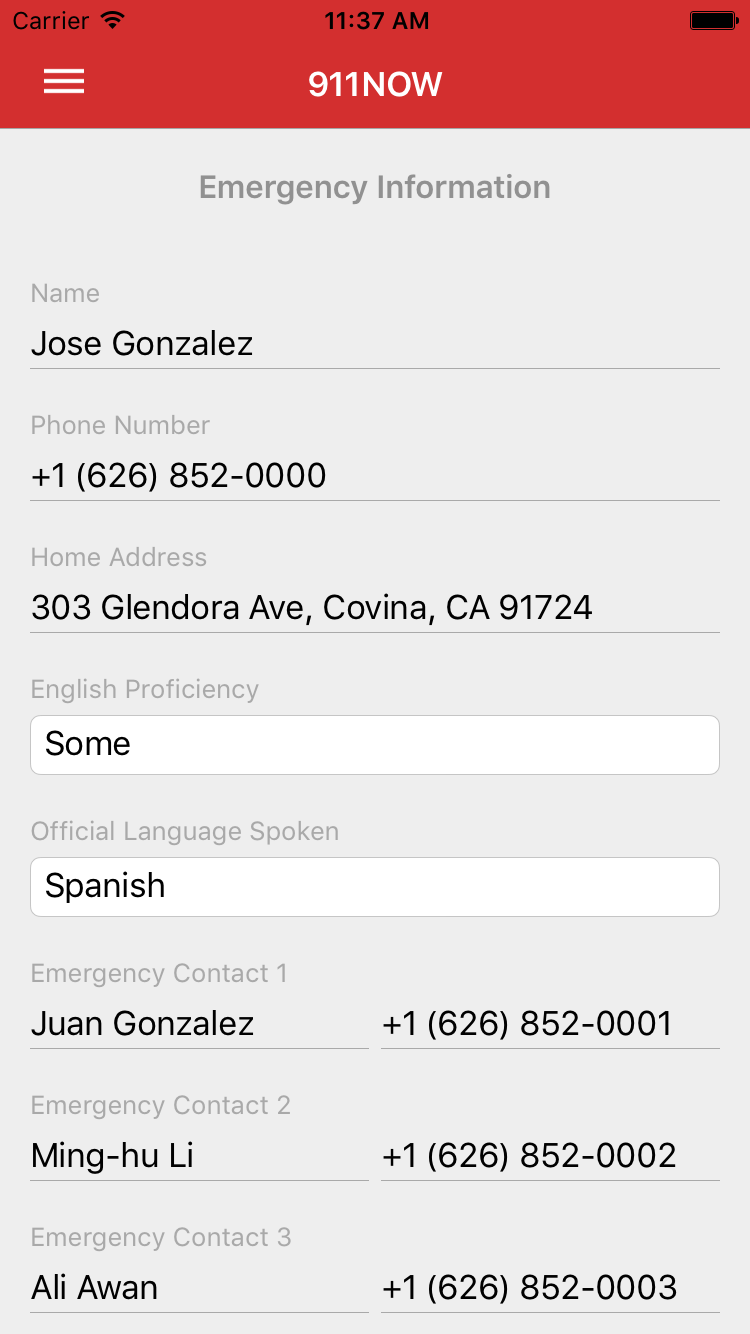 Carrier 11:37 AM
911NOW
Emergency Information
Name
Jose Gonzalez
Phone Number
+1 (626) 852-0000
Home Address
303 Glendora Ave, Covina, CA 91724
English Proficiency
Some
Official Language Spoken
Spanish
Emergency Contact 1
Juan Gonzalez +1 (626) 852-0001
Emergency Contact 2
Ming-hu Li +1 (626) 852-0002
Emergency Contact 3
Ali Awan +1 (626) 852-0003